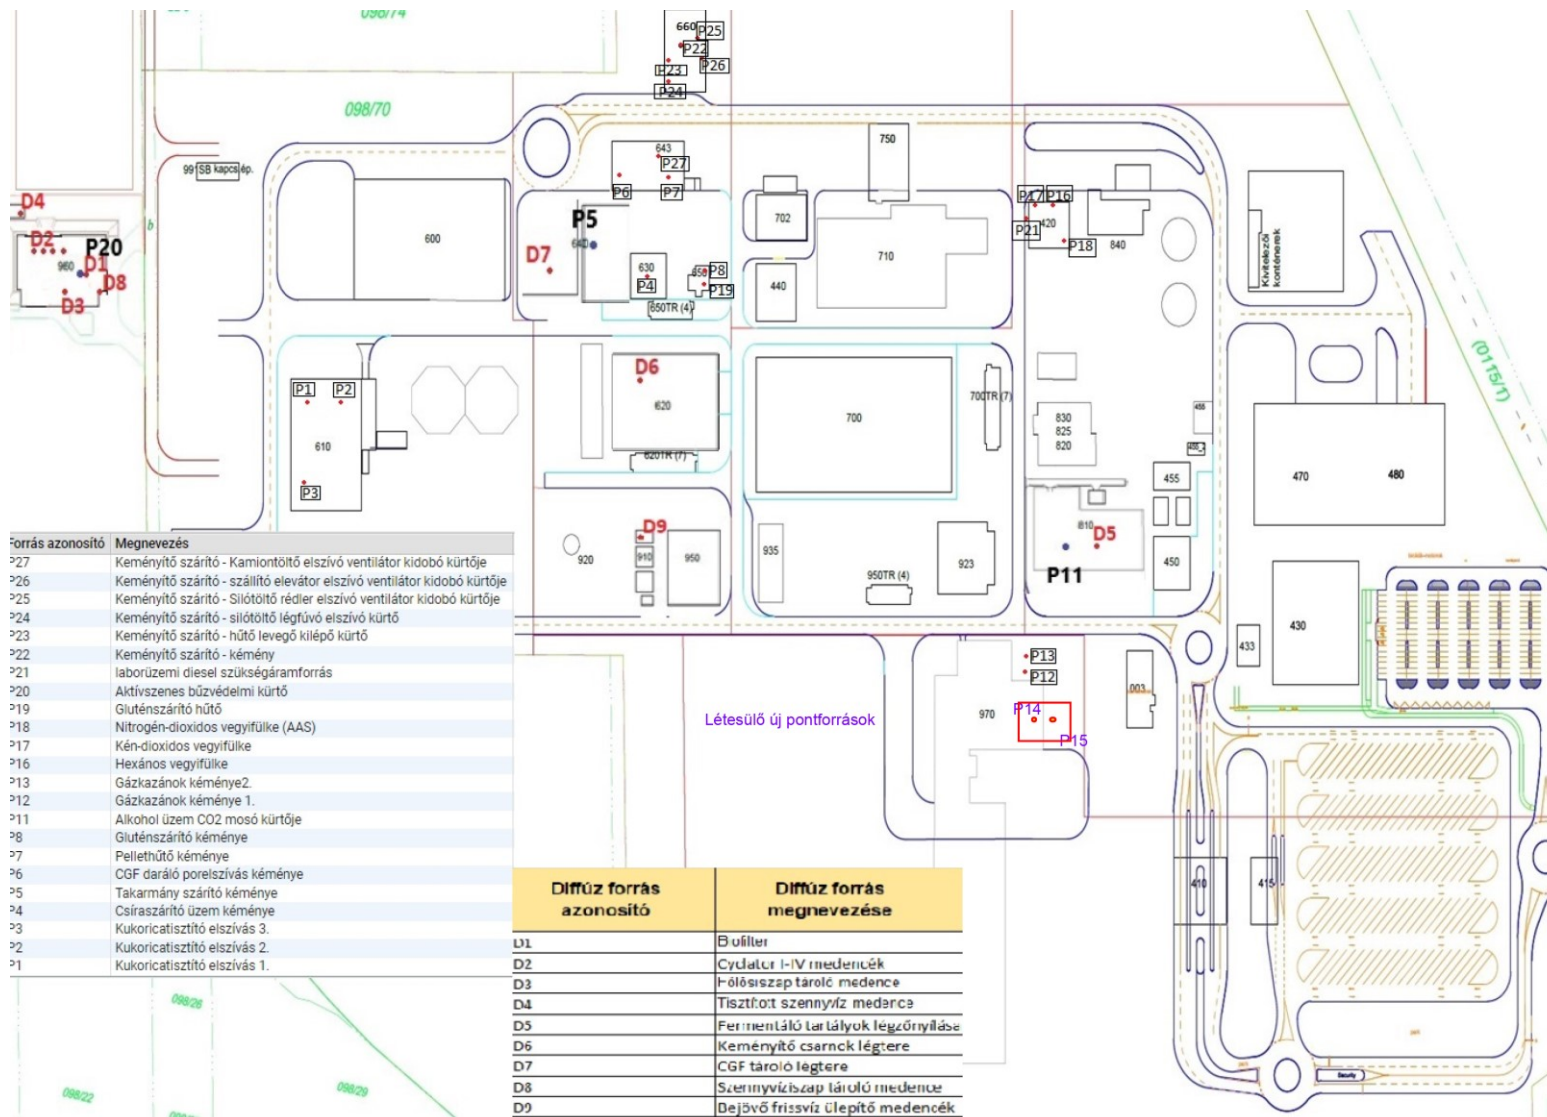 098/74
660
P25
P22
P23
P26
P24
098/70
750
643
P27
991SB kapcs.ép.
P6
P7
P17
P16
D4
b
P5
702
420
840
P21
D2
P20
640
600
D7
710
P18
Kivitelezői
konténerek
960
D1
630
650
P8
D8
P4
440
P19
D3
650TR (4)
(0115/1)
D6
P1
P2
700TR (7)
620
700
830
455
825
610
820
455_2
620TR (7)
470
480
455
P3
D9
810
D5
920
910
950
935
923
450
950TR (4)
P11
430
433
P13
P12
003
970
P14
Létesülő új pontforrások
P15
410
415
Security
Forrás azonosító Megnevezés
P27 Keményítő szárító - Kamiontöltő elszívó ventilátor kidobó kürtője
P26 Keményítő szárító - szállító elevátor elszívó ventilátor kidobó kürtője
P25 Keményítő szárító - Silótöltő rédler elszívó ventilátor kidobó kürtője
P24 Keményítő szárító - silótöltő légfúvó elszívó kürtő
P23 Keményítő szárító - hűtő levegő kilépő kürtő
P22 Keményítő szárító - kémény
P21 laborüzemi diesel szükségáramforrás
P20 Aktívszenes bűzvédelmi kürtő
P19 Gluténszárító hűtő
P18 Nitrogén-dioxidos vegyifülke (AAS)
P17 Kén-dioxidos vegyifülke
P16 Hexános vegyifülke
P13 Gázkazánok kéménye2.
P12 Gázkazánok kéménye 1.
P11 Alkohol üzem CO2 mosó kürtője
P8 Gluténszárító kéménye
P7 Pellethűtő kéménye
P6 CGF daráló porelszívás kéménye
P5 Takarmány szárító kéménye
P4 Csíraszárító üzem kéménye
P3 Kukoricatisztító elszívás 3.
P2 Kukoricatisztító elszívás 2.
P1 Kukoricatisztító elszívás 1.
Diffúz forrás azonosító Diffúz forrás megnevezése
D1 Biofilter
D2 Cyclator I-IV medencék
D3 Fölösiszap tároló medence
D4 Tisztított szennyvíz medence
D5 Fermentáló tartályok légzőnyílása
D6 Keményítő csarnok légtere
D7 CGF tároló légtere
D8 Szennyvíziszap tároló medence
D9 Bejövő frissvíz ülepítő medencék
098/26
098/22
098/29